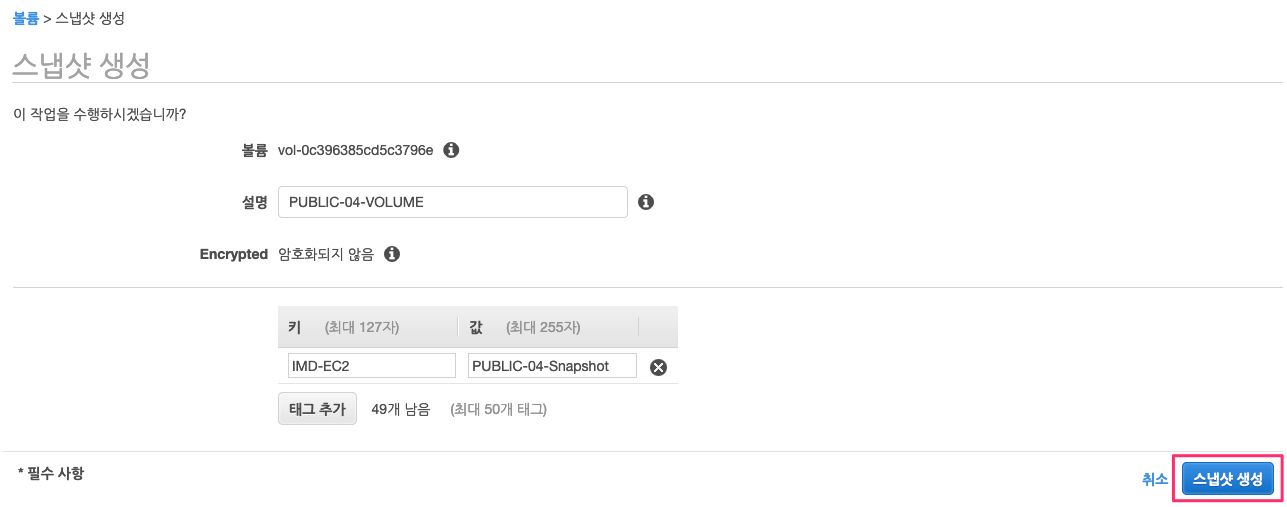 볼륨 > 스냅샷 생성
스냅샷 생성
이 작업을 수행하시겠습니까?
볼륨 vol-0c396385cd5c3796e
설명 PUBLIC-04-VOLUME
Encrypted 암호화되지 않음
키 (최대 127자) 값 (최대 255자)
IMD-EC2 PUBLIC-04-Snapshot
태그 추가 49개 남음 (최대 50개 태그)
* 필수 사항
취소 스냅샷 생성